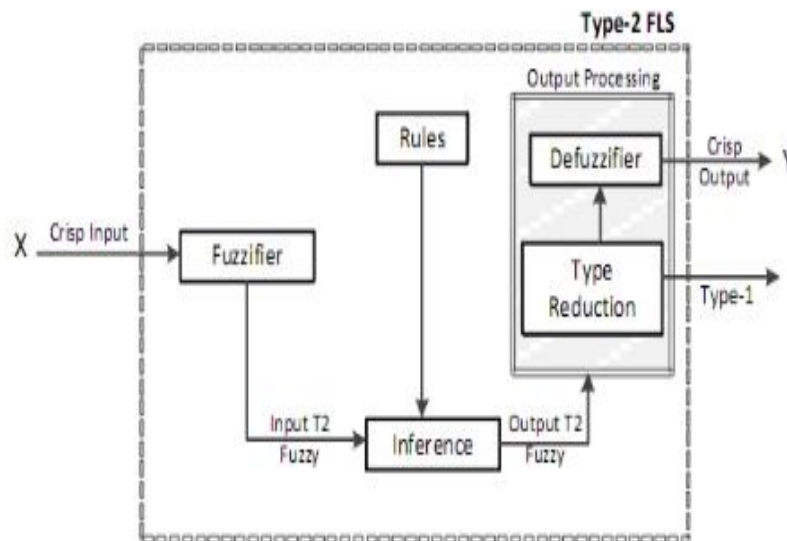 Type-2 FLS
Output Processing
Rules
Defuzzifier
Crisp
Output
Y
X
Crisp Input
Fuzzifier
Type
Reduction
Type-1
Input T2
Fuzzy
Inference
Output T2
Fuzzy